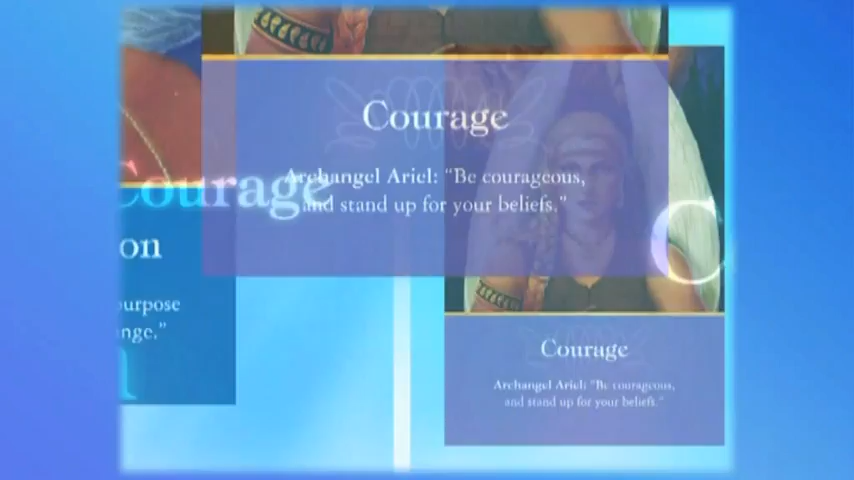 Courage
Archangel Ariel: “Be courageous,
and stand up for your beliefs.”
Courage
on
urpose
nge.”
n
C
Courage
Archangel Ariel: “Be courageous,
and stand up for your beliefs.”